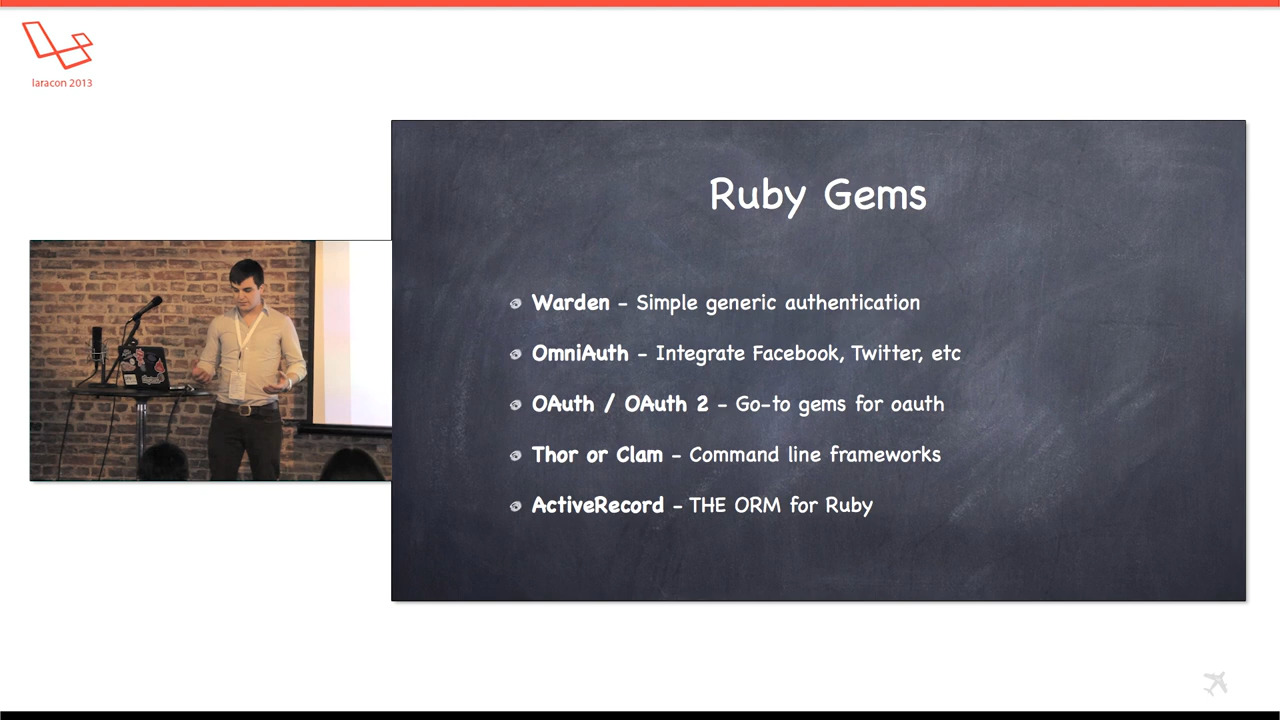 laracon 2013
Ruby Gems
Warden - Simple generic authentication
OmniAuth - Integrate Facebook, Twitter, etc
OAuth / OAuth 2 - Go-to gems for oauth
Thor or Clam - Command line frameworks
ActiveRecord - THE ORM for Ruby